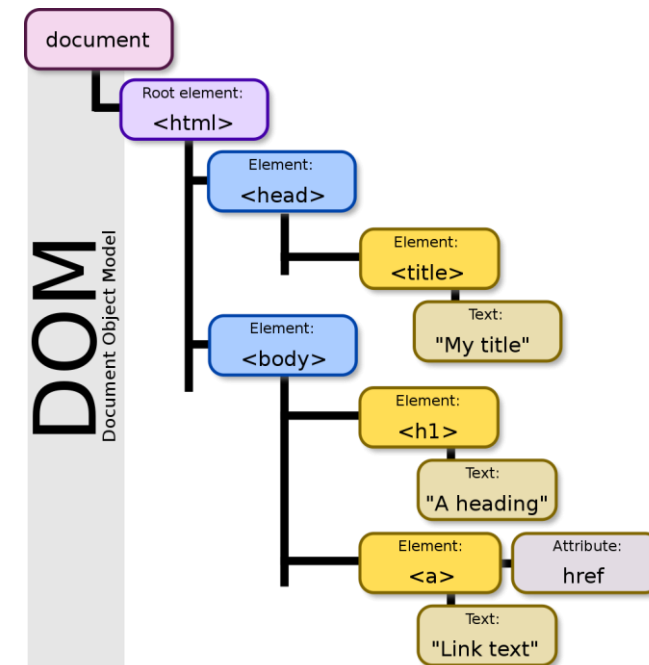 document
Root element:
<html>
Element:
<head>
Element:
<title>
Text:
"My title"
Element:
<body>
Element:
<h1>
Text:
"A heading"
Element:
<a>
Attribute:
href
Text:
"Link text"
DOM
Document Object Model